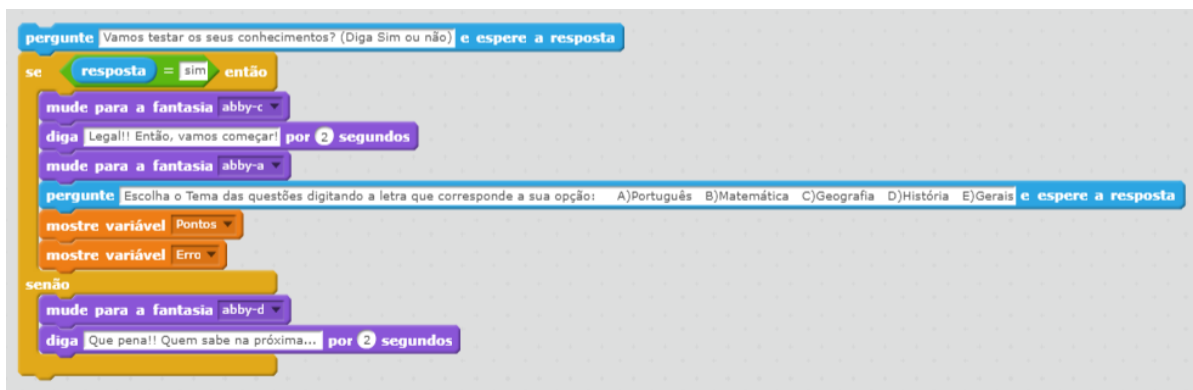 pergunte Vamos testar os seus conhecimentos? (Diga Sim ou não) e espere a resposta
se resposta = sim então
mude para a fantasia abby-c
diga Legal!! Então, vamos começar! por 2 segundos
mude para a fantasia abby-a
pergunte Escolha o Tema das questões digitando a letra que corresponde a sua opção: A)Português B)Matemática C)Geografia D)História E)Gerais e espere a resposta
mostre variável Pontos
mostre variável Erro
senão
mude para a fantasia abby-d
diga Que pena!! Quem sabe na próxima... por 2 segundos